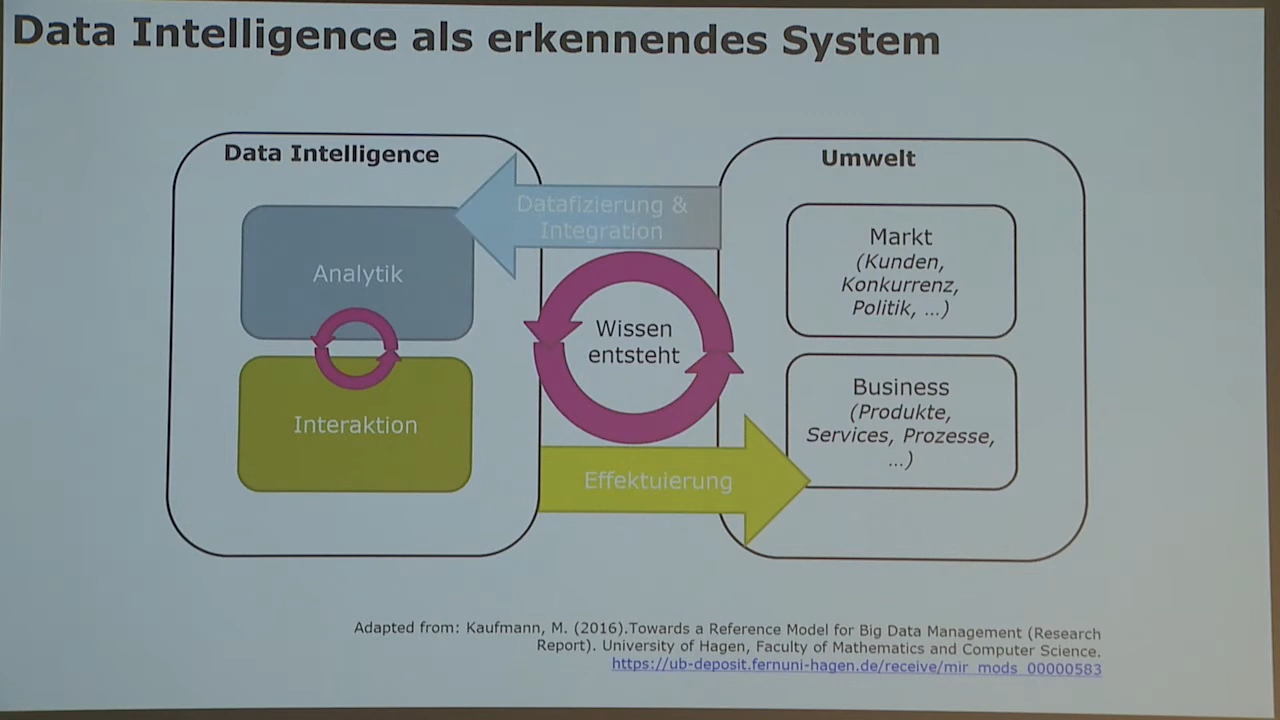 Data Intelligence als erkennendes System
Data Intelligence
Umwelt
Datafizierung &
Integration
Analytik
Interaktion
Wissen
entsteht
Effektuierung
Markt
(Kunden,
Konkurrenz,
Politik, ...)
Business
(Produkte,
Services, Prozesse,
...)
Adapted from: Kaufmann, M. (2016).Towards a Reference Model for Big Data Management (Research
Report). University of Hagen, Faculty of Mathematics and Computer Science.
https://ub-deposit.fernuni-hagen.de/receive/mir_mods_00000583